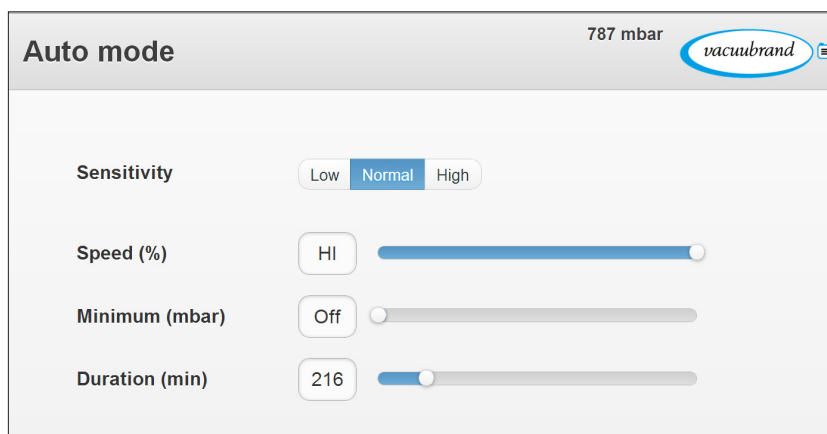 Auto mode
787 mbar
vacuubrand
Sensitivity
Low Normal High
Speed (%)
HI
Minimum (mbar)
Off
Duration (min)
216